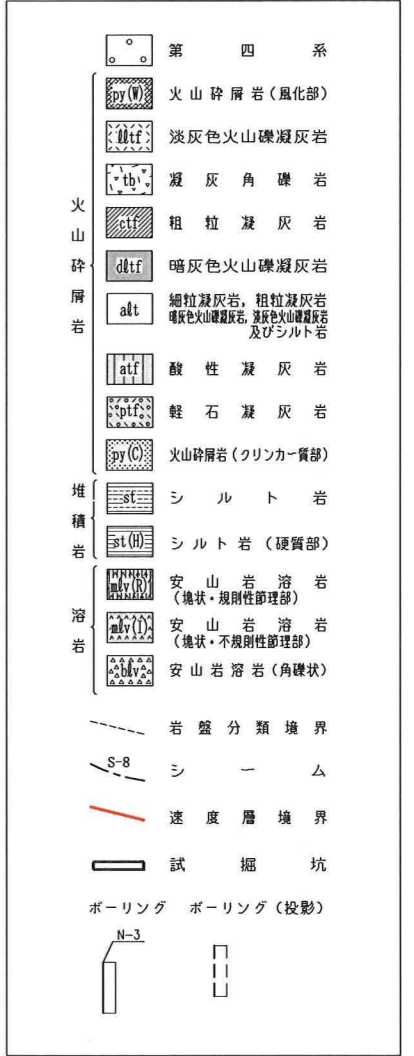 第四系
火山砕屑岩
py(W) 火山砕屑岩(風化部)
lltf 淡灰色火山礫凝灰岩
tb 凝灰角礫岩
ctf 粗粒凝灰岩
dltf 暗灰色火山礫凝灰岩
alt 細粒凝灰岩,粗粒凝灰岩
暗灰色火山礫凝灰岩,淡灰色火山礫凝灰岩
及びシルト岩
atf 酸性凝灰岩
ptf 軽石凝灰岩
py(C) 火山砕屑岩(クリンカー質部)
堆積岩
st シルト岩
st(H) シルト岩(硬質部)
溶岩
mlv(R) 安山岩溶岩
(塊状・規則性節理部)
mlv(I) 安山岩溶岩
(塊状・不規則性節理部)
blv 安山岩溶岩(角礫状)
岩盤分類境界
S-8 シーム
速度層境界
試掘坑
ボーリング ボーリング(投影)
N-3